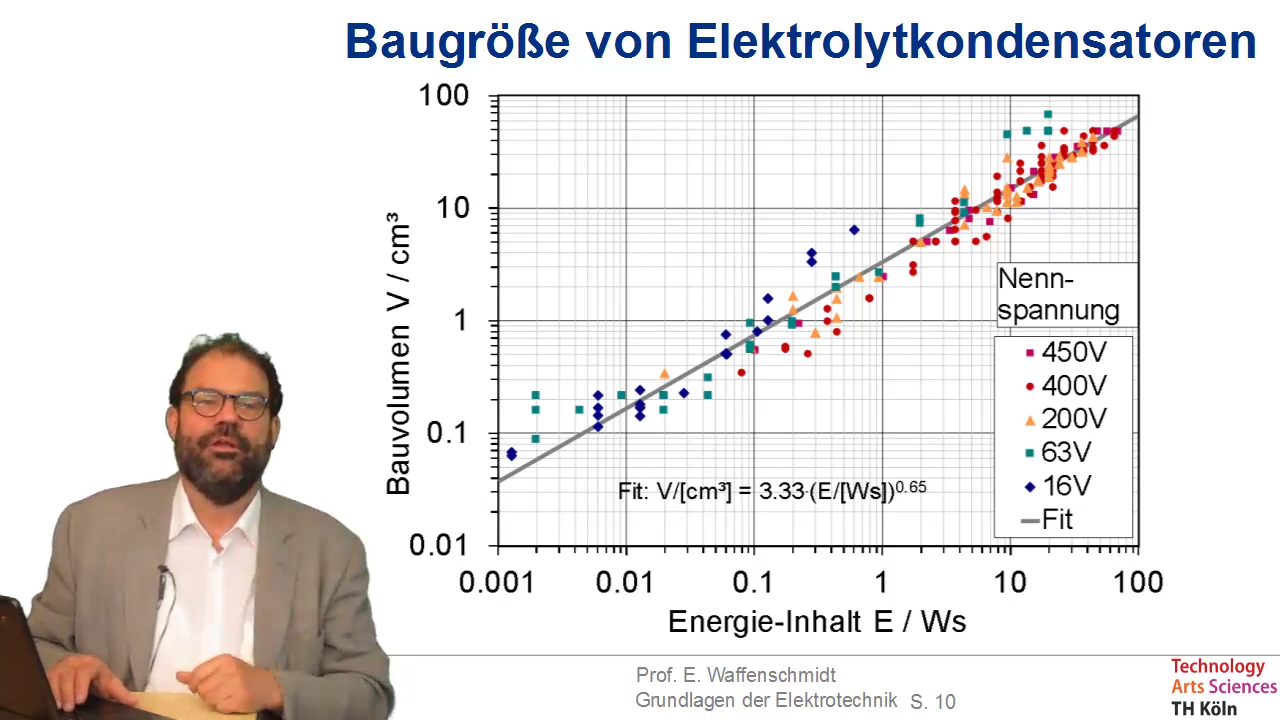 Baugröße von Elektrolytkondensatoren
100
10
1
0.1
0.01
Bauvolumen V / cm³
0.001
0.01
0.1
1
10
100
Energie-Inhalt E / Ws
Fit: V/[cm³] = 3.33·(E/[Ws])^0.65
Nenn-
spannung
450V
400V
200V
63V
16V
Fit
Prof. E. Waffenschmidt
Grundlagen der Elektrotechnik S. 10
Technology
Arts Sciences
TH Köln